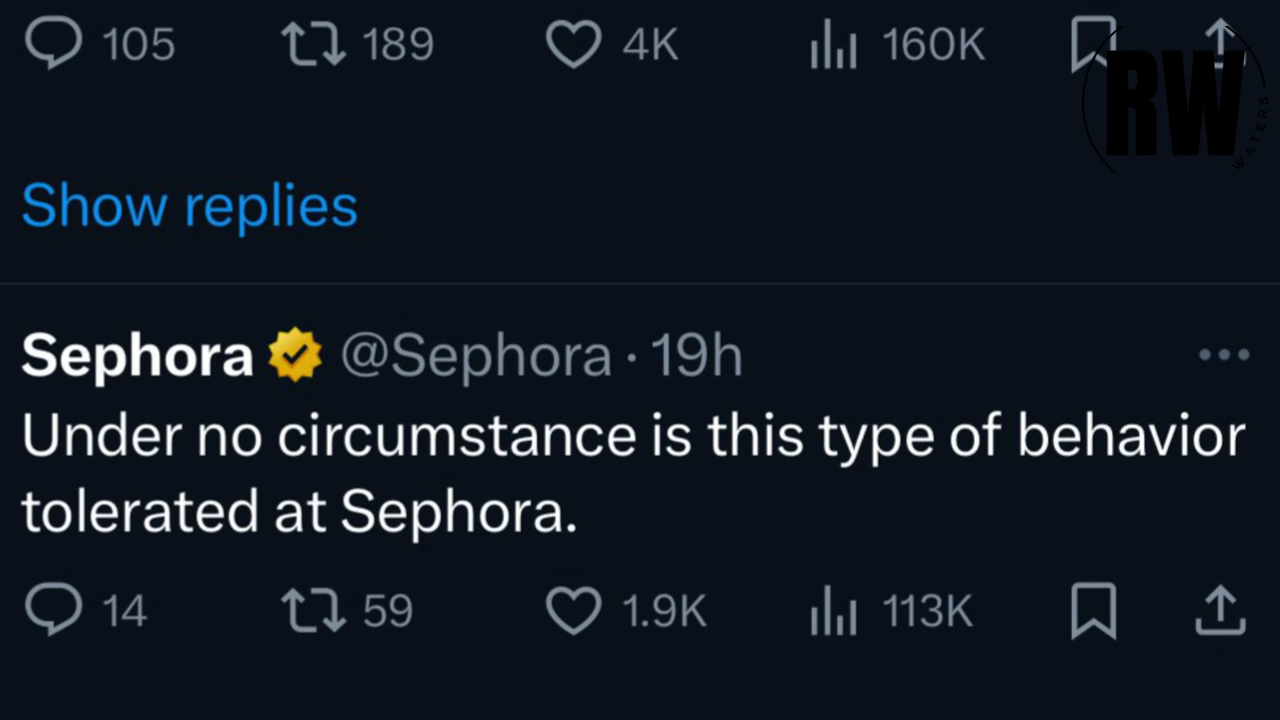 105 189 4K 160K
RW
WATERS
Show replies
Sephora @Sephora · 19h
Under no circumstance is this type of behavior
tolerated at Sephora.
14 59 1.9K 113K